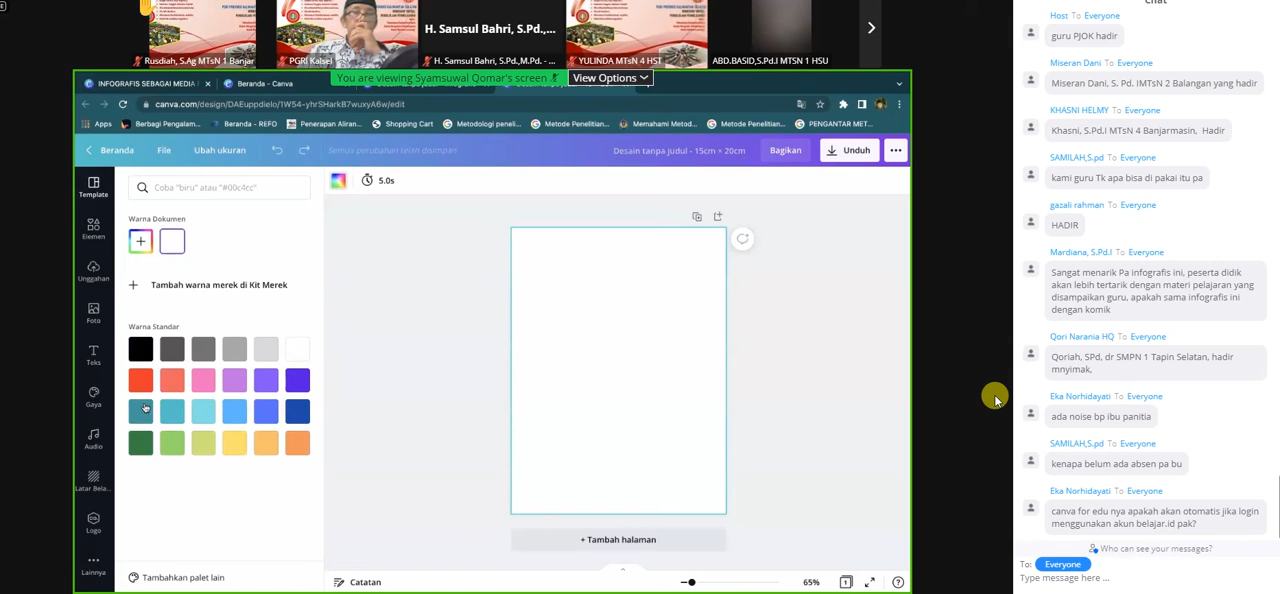 Rusdiah, S.Ag MTSN 1 Banjar
PGRI Kalsel
H. Samsul Bahri, S.Pd.,...
H. Samsul Bahri, S.Pd.,M.Pd. - ...
YULINDA MTsN 4 HST
ABD.BASID,S.Pd.I MTSN 1 HSU
You are viewing Syamsuwal Qomar's screen
View Options
INFOGRAFIS SEBAGAI MEDIA
Beranda - Canva
canva.com/design/DAEuppdielo/1W54-yhrSHarkB7wuxyA6w/edit
Apps
Berbagi Pengalam...
Beranda - REFO
Penerapan Aliran...
Shopping Cart
Metodologi peneli...
Metode Penelitian...
Memahami Metod...
Metode Penelitian...
PENGANTAR MET...
Beranda
File
Ubah ukuran
Semua perubahan telah disimpan
Desain tanpa judul - 15cm × 20cm
Bagikan
Unduh
Template
Elemen
Unggahan
Foto
Teks
Gaya
Audio
Latar Bela...
Logo
Lainnya
Coba "biru" atau "#00c4cc"
Warna Dokumen
Tambah warna merek di Kit Merek
Warna Standar
Tambahkan palet lain
5.0s
+ Tambah halaman
Catatan
65%
1
Chat
Host To Everyone
guru PJOK hadir
Miseran Dani To Everyone
Miseran Dani, S. Pd. IMTsN 2 Balangan yang hadir
KHASNI HELMY To Everyone
Khasni, S.Pd.I MTsN 4 Banjarmasin, Hadir
SAMILAH,S.pd To Everyone
kami guru Tk apa bisa di pakai itu pa
gazali rahman To Everyone
HADIR
Mardiana, S.Pd.I To Everyone
Sangat menarik Pa infografis ini, peserta didik
akan lebih tertarik dengan materi pelajaran yang
disampaikan guru, apakah sama infografis ini
dengan komik
Qori Narania HQ To Everyone
Qoriah, SPd, dr SMPN 1 Tapin Selatan, hadir
mnyimak,
Eka Norhidayati To Everyone
ada noise bp ibu panitia
SAMILAH,S.pd To Everyone
kenapa belum ada absen pa bu
Eka Norhidayati To Everyone
canva for edu nya apakah akan otomatis jika login
menggunakan akun belajar.id pak?
Who can see your messages?
To: Everyone
Type message here ...